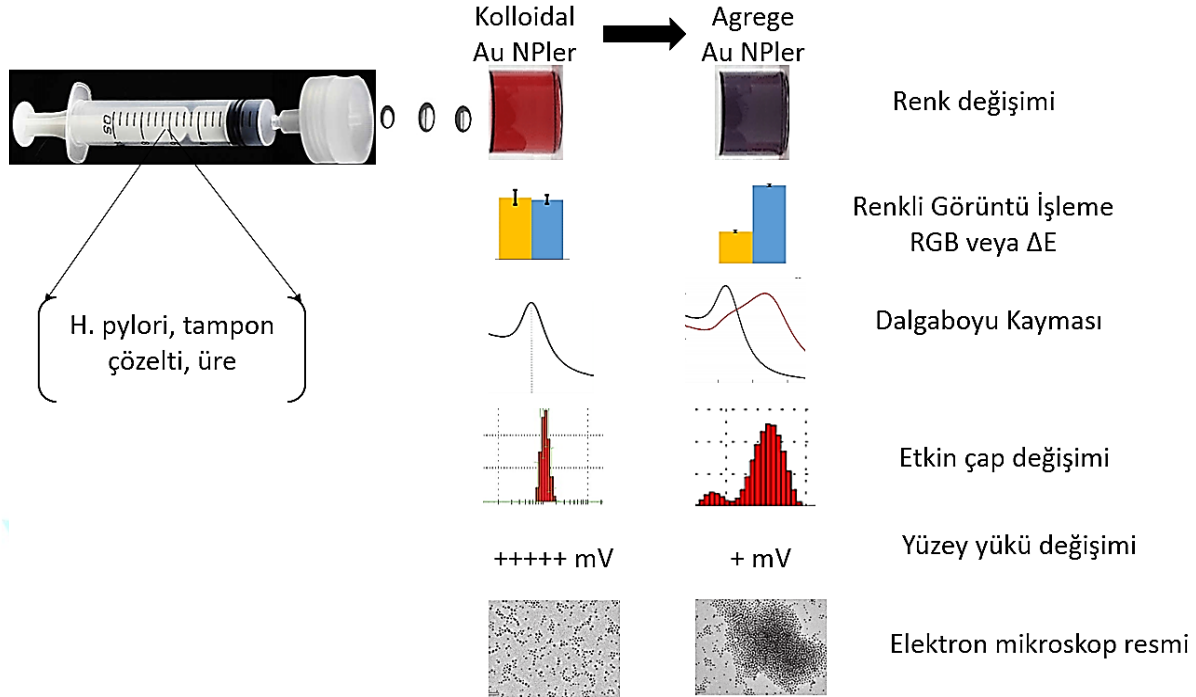 Kolloidal
Au NPler
Agrege
Au NPler
Renk değişimi
Renkli Görüntü İşleme
RGB veya ΔE
H. pylori, tampon
çözelti, üre
Dalgaboyu Kayması
Etkin çap değişimi
Yüzey yükü değişimi
+++++ mV
+ mV
Elektron mikroskop resmi